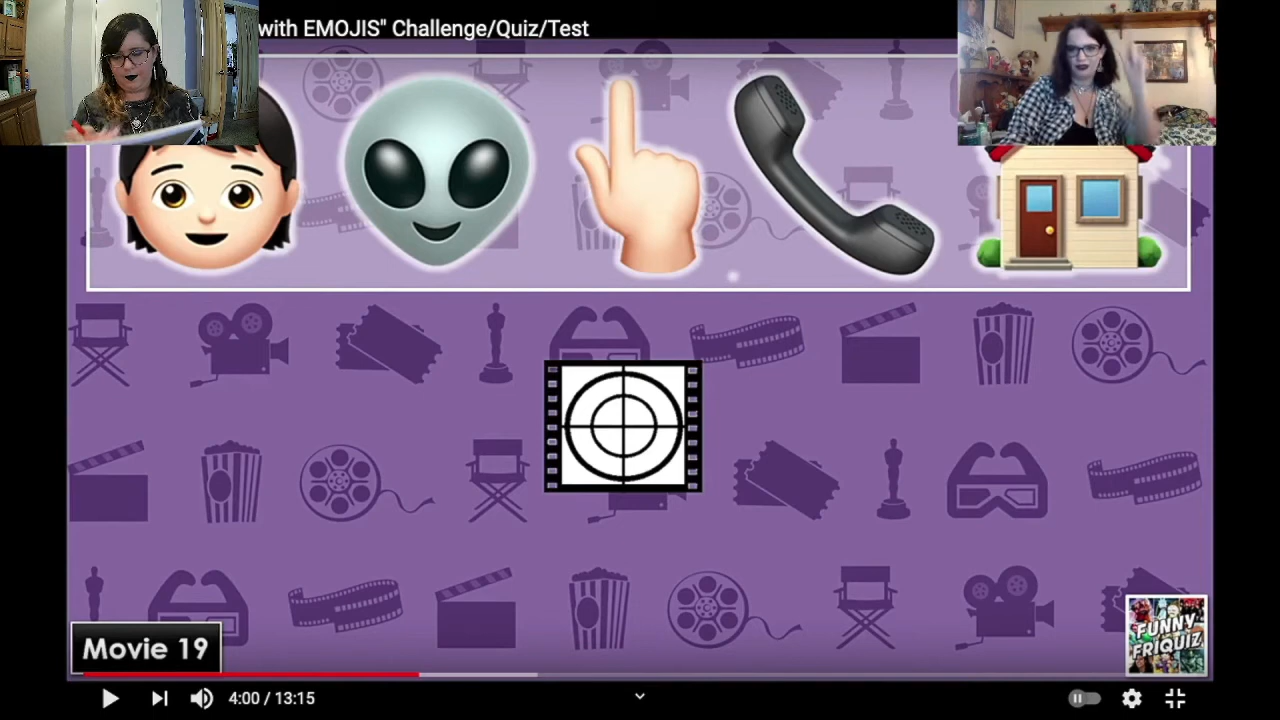 with EMOJIS" Challenge/Quiz/Test
Movie 19
FUNNY
FRIQUIZ
4:00 / 13:15